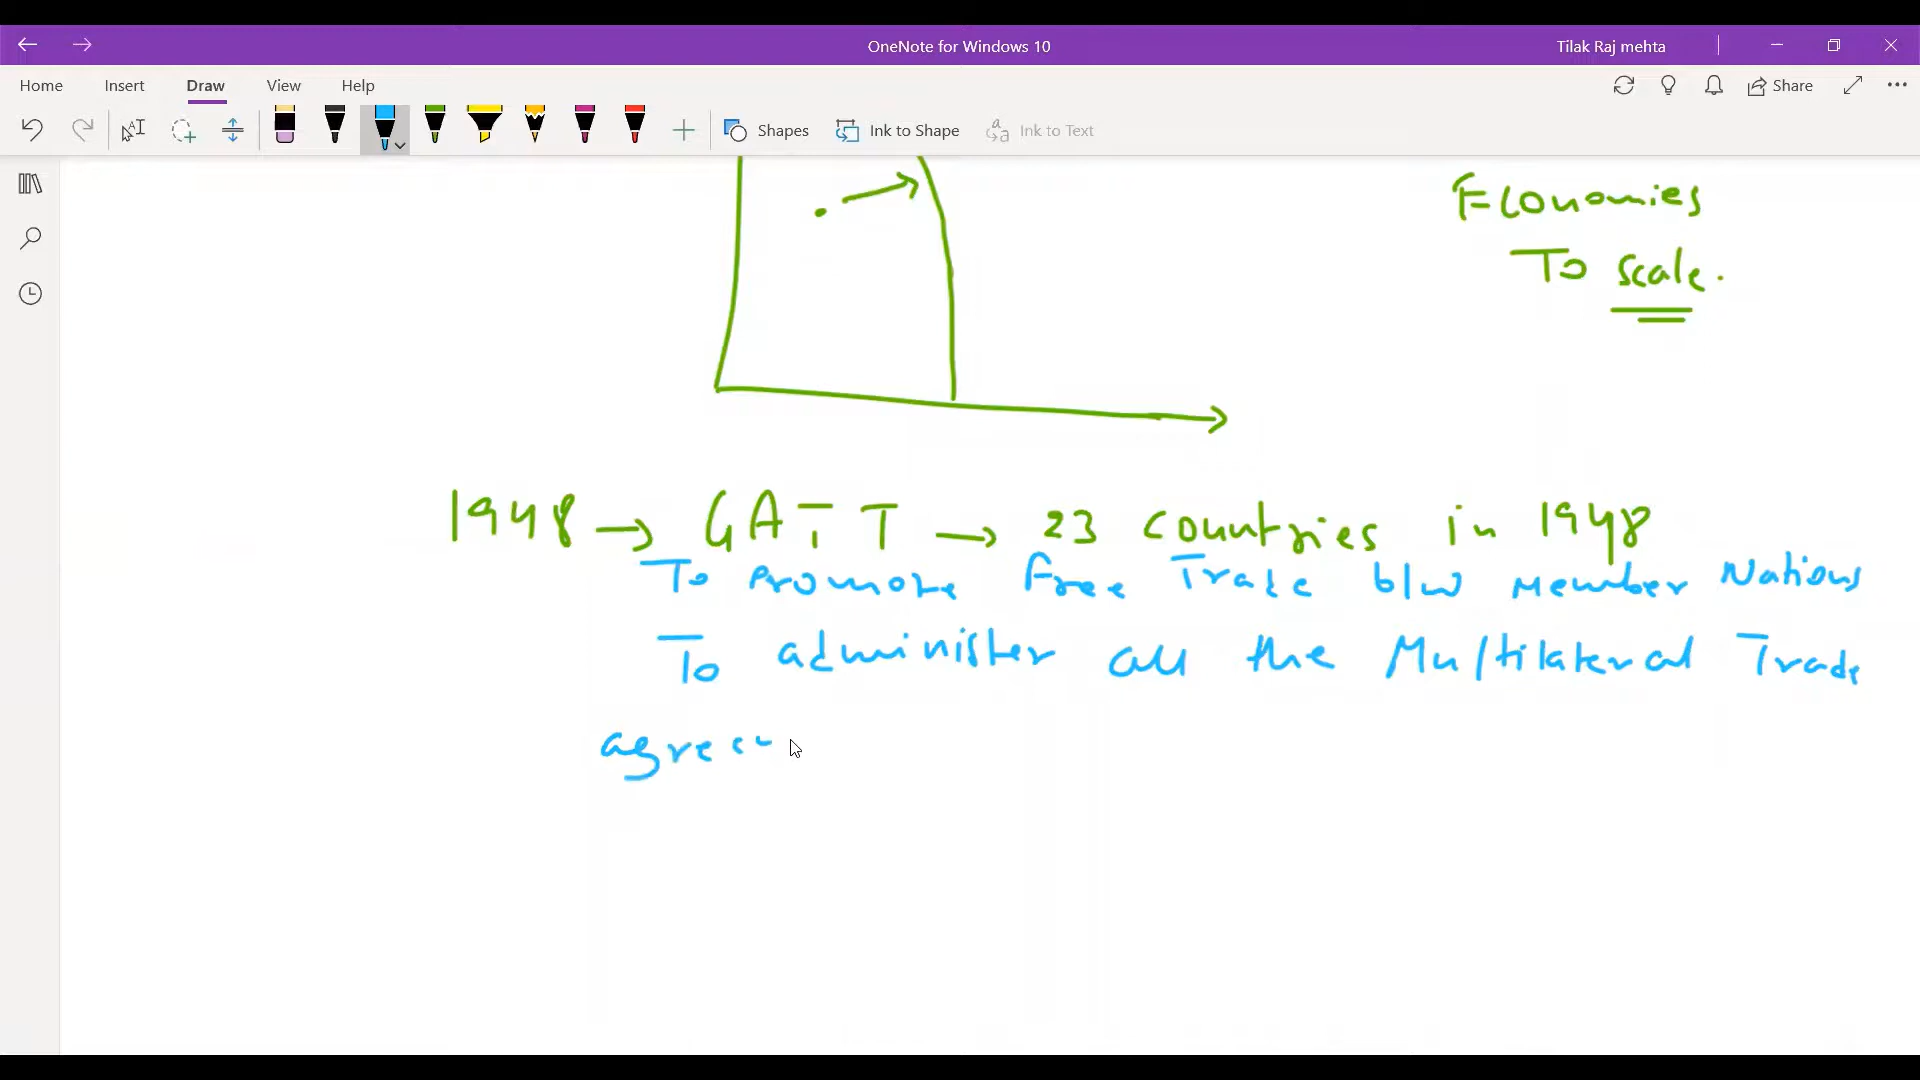 OneNote for Windows 10
Tilak Raj mehta
Home Insert Draw View Help
Share
Shapes
Ink to Shape
Ink to Text
Economies
To scale.
1948 → GATT → 23 countries in 1948
To Promote Free Trade b/w Member Nations
To administer all the Multilateral Trade